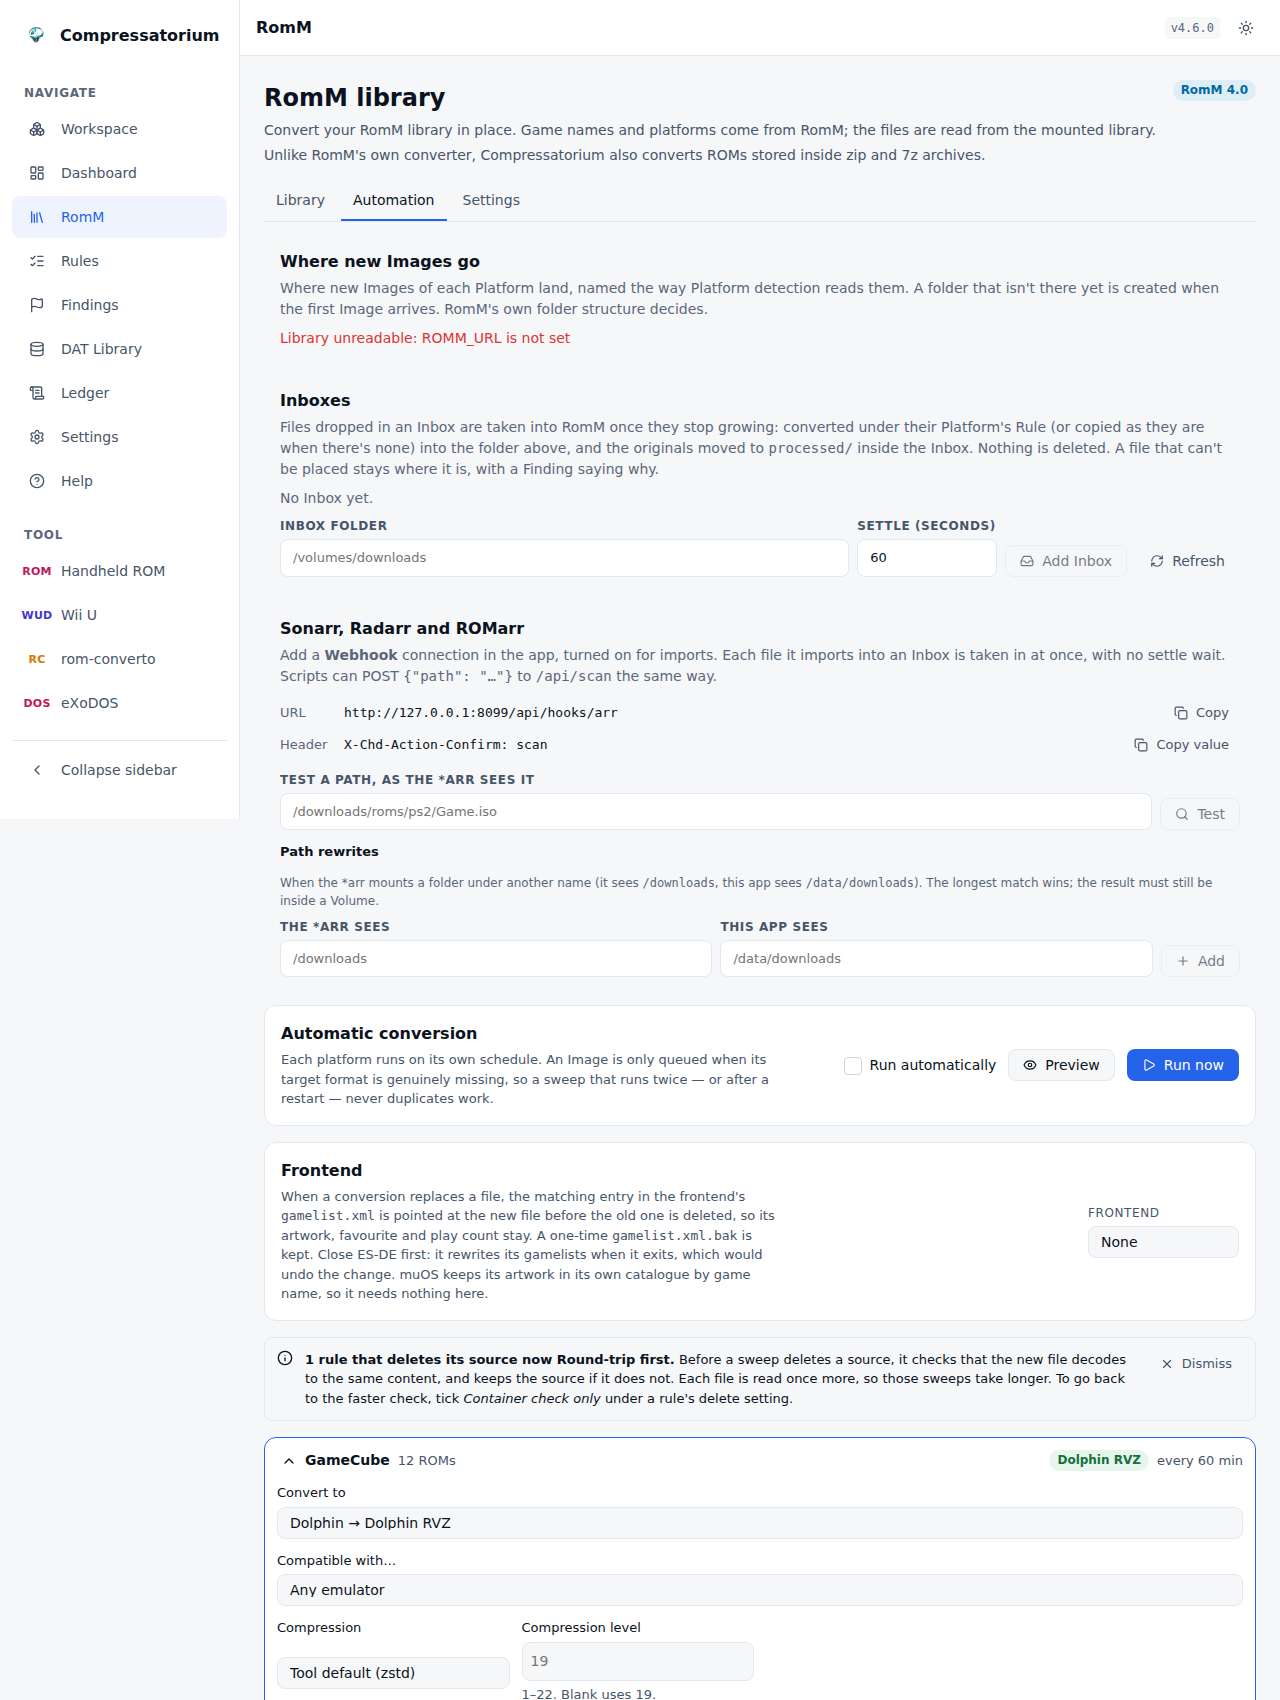 Compressatorium
RomM
v4.6.0
NAVIGATE
Workspace
Dashboard
RomM
Rules
Findings
DAT Library
Ledger
Settings
Help
TOOL
ROM Handheld ROM
WUD Wii U
RC rom-converto
DOS eXoDOS
Collapse sidebar
RomM library
RomM 4.0
Convert your RomM library in place. Game names and platforms come from RomM; the files are read from the mounted library.
Unlike RomM's own converter, Compressatorium also converts ROMs stored inside zip and 7z archives.
Library Automation Settings
Where new Images go
Where new Images of each Platform land, named the way Platform detection reads them. A folder that isn't there yet is created when
the first Image arrives. RomM's own folder structure decides.
Library unreadable: ROMM_URL is not set
Inboxes
Files dropped in an Inbox are taken into RomM once they stop growing: converted under their Platform's Rule (or copied as they are
when there's none) into the folder above, and the originals moved to processed/ inside the Inbox. Nothing is deleted. A file that can't
be placed stays where it is, with a Finding saying why.
No Inbox yet.
INBOX FOLDER SETTLE (SECONDS)
/volumes/downloads 60 Add Inbox Refresh
Sonarr, Radarr and ROMarr
Add a Webhook connection in the app, turned on for imports. Each file it imports into an Inbox is taken in at once, with no settle wait.
Scripts can POST {"path": "…"} to /api/scan the same way.
URL http://127.0.0.1:8099/api/hooks/arr Copy
Header X-Chd-Action-Confirm: scan Copy value
TEST A PATH, AS THE *ARR SEES IT
/downloads/roms/ps2/Game.iso Test
Path rewrites
When the *arr mounts a folder under another name (it sees /downloads, this app sees /data/downloads). The longest match wins; the result must still be
inside a Volume.
THE *ARR SEES THIS APP SEES
/downloads /data/downloads Add
Automatic conversion
Each platform runs on its own schedule. An Image is only queued when its
target format is genuinely missing, so a sweep that runs twice — or after a
restart — never duplicates work.
Run automatically Preview Run now
Frontend
When a conversion replaces a file, the matching entry in the frontend's
gamelist.xml is pointed at the new file before the old one is deleted, so its
artwork, favourite and play count stay. A one-time gamelist.xml.bak is
kept. Close ES-DE first: it rewrites its gamelists when it exits, which would
undo the change. muOS keeps its artwork in its own catalogue by game
name, so it needs nothing here.
FRONTEND
None
1 rule that deletes its source now Round-trip first. Before a sweep deletes a source, it checks that the new file decodes
to the same content, and keeps the source if it does not. Each file is read once more, so those sweeps take longer. To go back
to the faster check, tick Container check only under a rule's delete setting.
Dismiss
GameCube 12 ROMs Dolphin RVZ every 60 min
Convert to
Dolphin → Dolphin RVZ
Compatible with…
Any emulator
Compression Compression level
Tool default (zstd) 19
1–22. Blank uses 19.